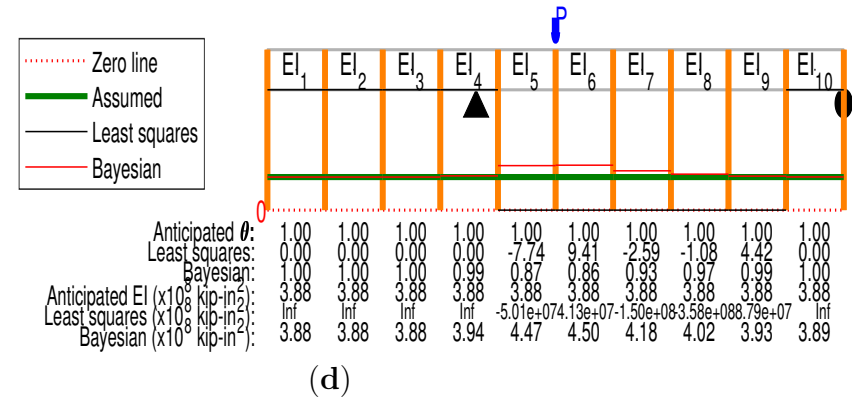 P
Zero line
Assumed
Least squares
Bayesian
EI1 EI2 EI3 EI4 EI5 EI6 EI7 EI8 EI9 EI10
0
Anticipated θ: 1.00 1.00 1.00 1.00 1.00 1.00 1.00 1.00 1.00 1.00
Least squares: 0.00 0.00 0.00 0.00 -7.74 9.41 -2.59 -1.08 4.42 0.00
Bayesian: 1.00 1.00 1.00 0.99 0.87 0.86 0.93 0.97 0.99 1.00
Anticipated EI (x10^8 kip-in^2): 3.88 3.88 3.88 3.88 3.88 3.88 3.88 3.88 3.88 3.88
Least squares (x10^8 kip-in^2): Inf Inf Inf Inf -5.01e+07 4.13e+07 -1.50e+08 -3.58e+08 8.79e+07 Inf
Bayesian (x10^8 kip-in^2): 3.88 3.88 3.88 3.94 4.47 4.50 4.18 4.02 3.93 3.89
(d)